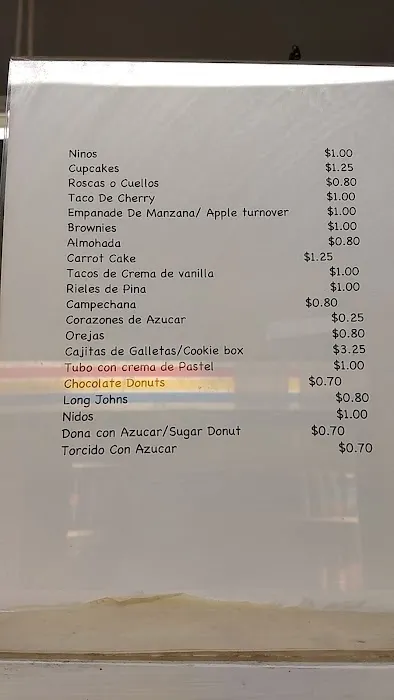 Ninos $1.00
Cupcakes $1.25
Roscas o Cuellos $0.80
Taco De Cherry $1.00
Empanade De Manzana/ Apple turnover $1.00
Brownies $1.00
Almohada $0.80
Carrot Cake $1.25
Tacos de Crema de vanilla $1.00
Rieles de Pina $1.00
Campechana $0.80
Corazones de Azucar $0.25
Orejas $0.80
Cajitas de Galletas/Cookie box $3.25
Tubo con crema de Pastel $1.00
Chocolate Donuts $0.70
Long Johns $0.80
Nidos $1.00
Dona con Azucar/Sugar Donut $0.70
Torcido Con Azucar $0.70